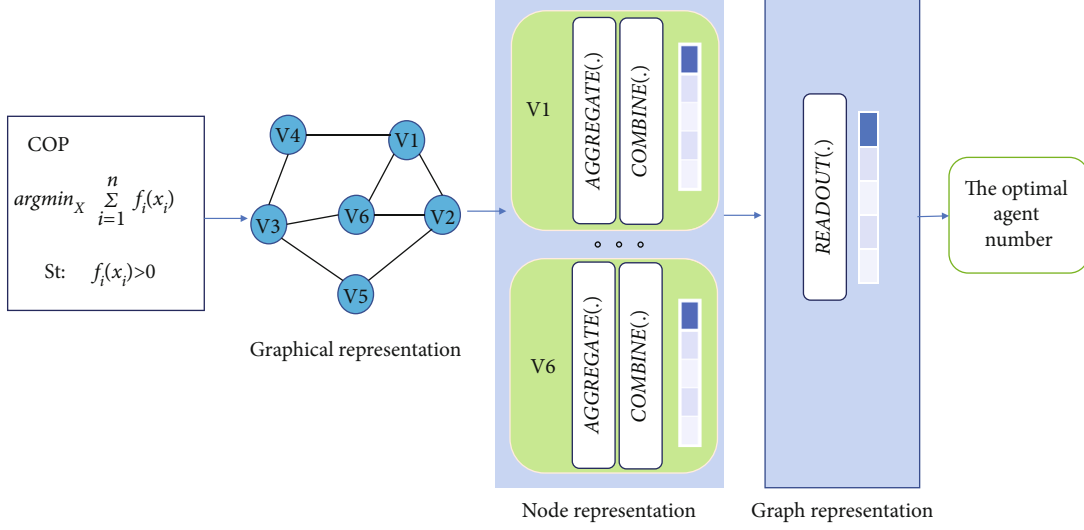 COP
argmin_X \sum_{i=1}^{n} f_i(x_i)
St: f_i(x_i)>0
V4
V1
V3
V6
V2
V5
Graphical representation
V1
AGGREGATE(.)
COMBINE(.)
V6
AGGREGATE(.)
COMBINE(.)
Node representation
READOUT(.)
Graph representation
The optimal
agent
number